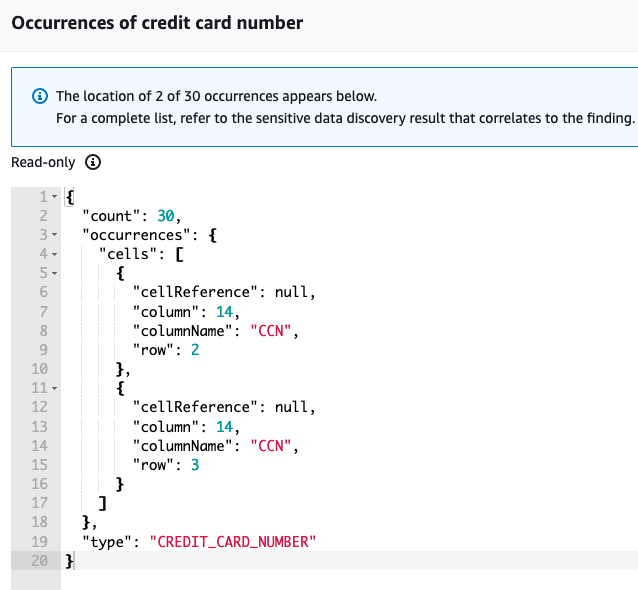 Occurrences of credit card number
The location of 2 of 30 occurrences appears below.
For a complete list, refer to the sensitive data discovery result that correlates to the finding.
Read-only
1 {
2   "count": 30,
3   "occurrences": {
4     "cells": [
5       {
6         "cellReference": null,
7         "column": 14,
8         "columnName": "CCN",
9         "row": 2
10       },
11       {
12         "cellReference": null,
13         "column": 14,
14         "columnName": "CCN",
15         "row": 3
16       }
17     ]
18   },
19   "type": "CREDIT_CARD_NUMBER"
20 }